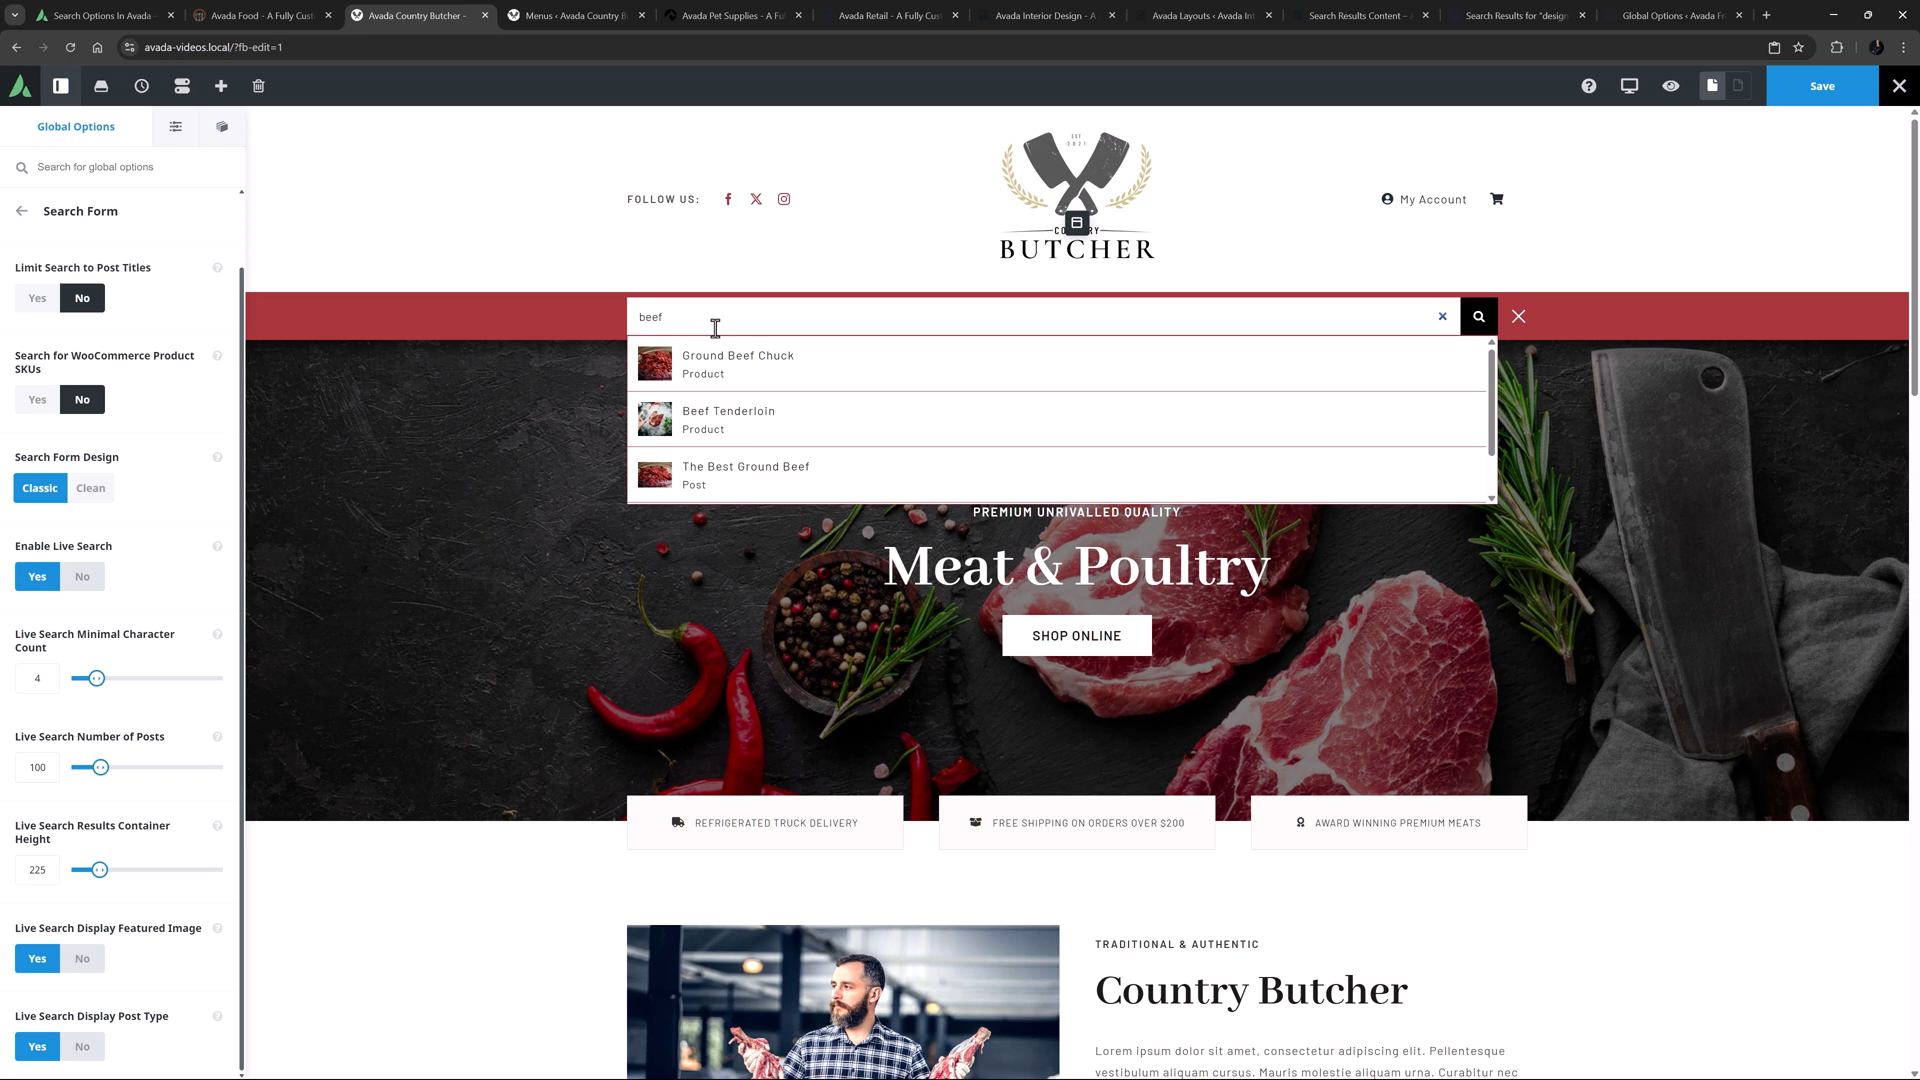 Search Options In Avada -
Avada Food - A Fully Cust
Avada Country Butcher -
Menus ‹ Avada Country B
Avada Pet Supplies - A Fu
Avada Retail - A Fully Cus
Avada Interior Design - A
Avada Layouts ‹ Avada Int
Search Results Content –
Search Results for "design
Global Options ‹ Avada Fr
avada-videos.local/?fb-edit=1
Save
Global Options
Search for global options
Search Form
Limit Search to Post Titles
Yes No
Search for WooCommerce Product
SKUs
Yes No
Search Form Design
Classic Clean
Enable Live Search
Yes No
Live Search Minimal Character
Count
4
Live Search Number of Posts
100
Live Search Results Container
Height
225
Live Search Display Featured Image
Yes No
Live Search Display Post Type
Yes No
FOLLOW US:
EST
2021
BUTCHER
My Account
beef
Ground Beef Chuck
Product
Beef Tenderloin
Product
The Best Ground Beef
Post
PREMIUM UNRIVALLED QUALITY
Meat & Poultry
SHOP ONLINE
REFRIGERATED TRUCK DELIVERY
FREE SHIPPING ON ORDERS OVER $200
AWARD WINNING PREMIUM MEATS
TRADITIONAL & AUTHENTIC
Country Butcher
Lorem ipsum dolor sit amet, consectetur adipiscing elit. Pellentesque
vestibulum aliquam cursus. Mauris molestie aliquam urna. Curabitur nec